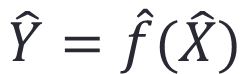 Ŷ = f̂(X̂)